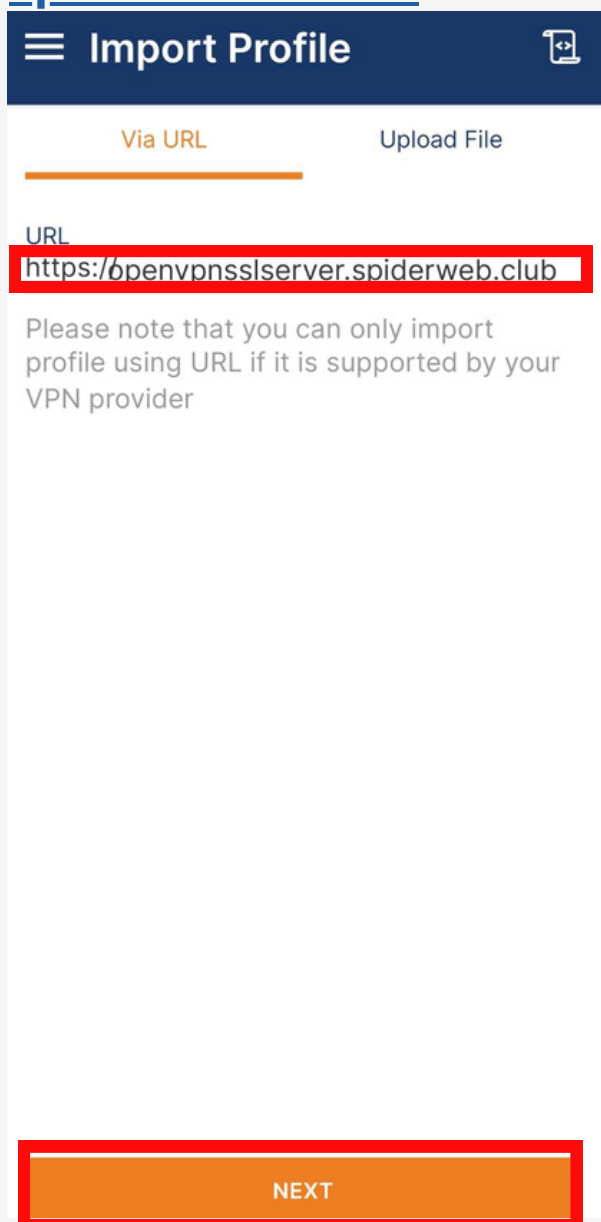 Import Profile
Via URL
Upload File
URL
https://openvpnsslserver.spiderweb.club
Please note that you can only import
profile using URL if it is supported by your
VPN provider
NEXT